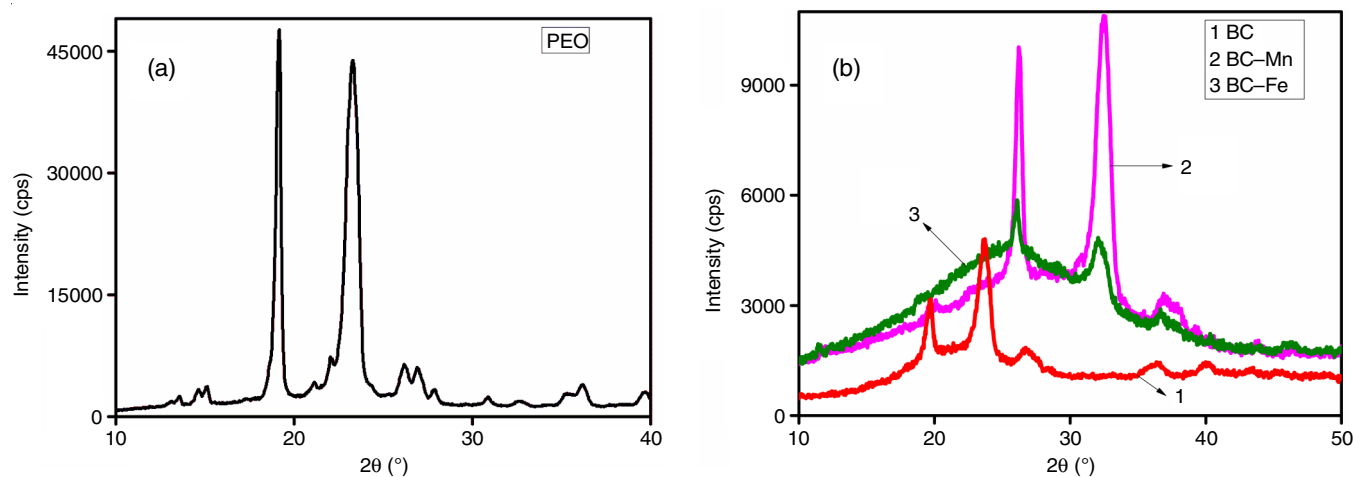 (a)
PEO
45000
30000
15000
0
Intensity (cps)
10
20
30
40
2θ (°)
(b)
1 BC
2 BC–Mn
3 BC–Fe
9000
6000
3000
0
Intensity (cps)
2
3
1
10
20
30
40
50
2θ (°)